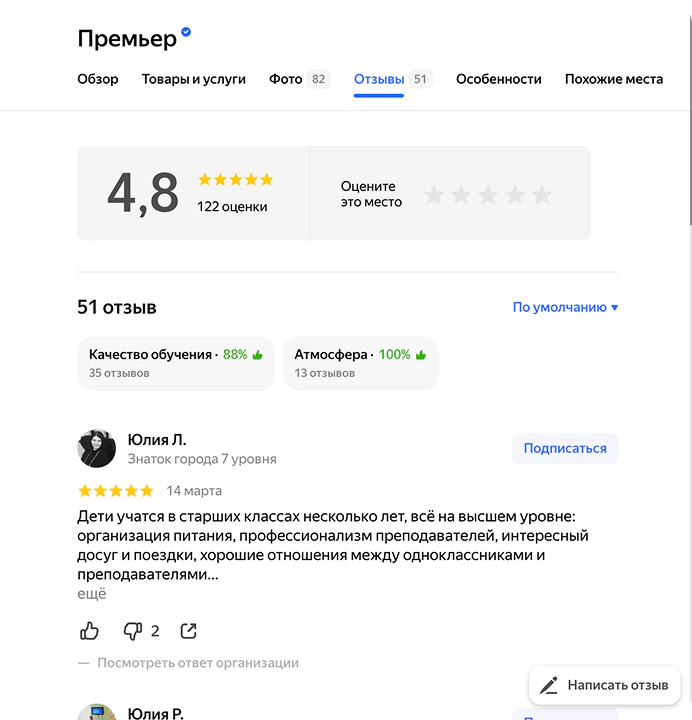 Премьер
Обзор Товары и услуги Фото 82 Отзывы 51 Особенности Похожие места
4,8
122 оценки
Оцените
это место
51 отзыв
По умолчанию
Качество обучения · 88%
35 отзывов
Атмосфера · 100%
13 отзывов
Юлия Л.
Знаток города 7 уровня
Подписаться
14 марта
Дети учатся в старших классах несколько лет, всё на высшем уровне:
организация питания, профессионализм преподавателей, интересный
досуг и поездки, хорошие отношения между одноклассниками и
преподавателями...
ещё
2
— Посмотреть ответ организации
Написать отзыв
Юлия Р.